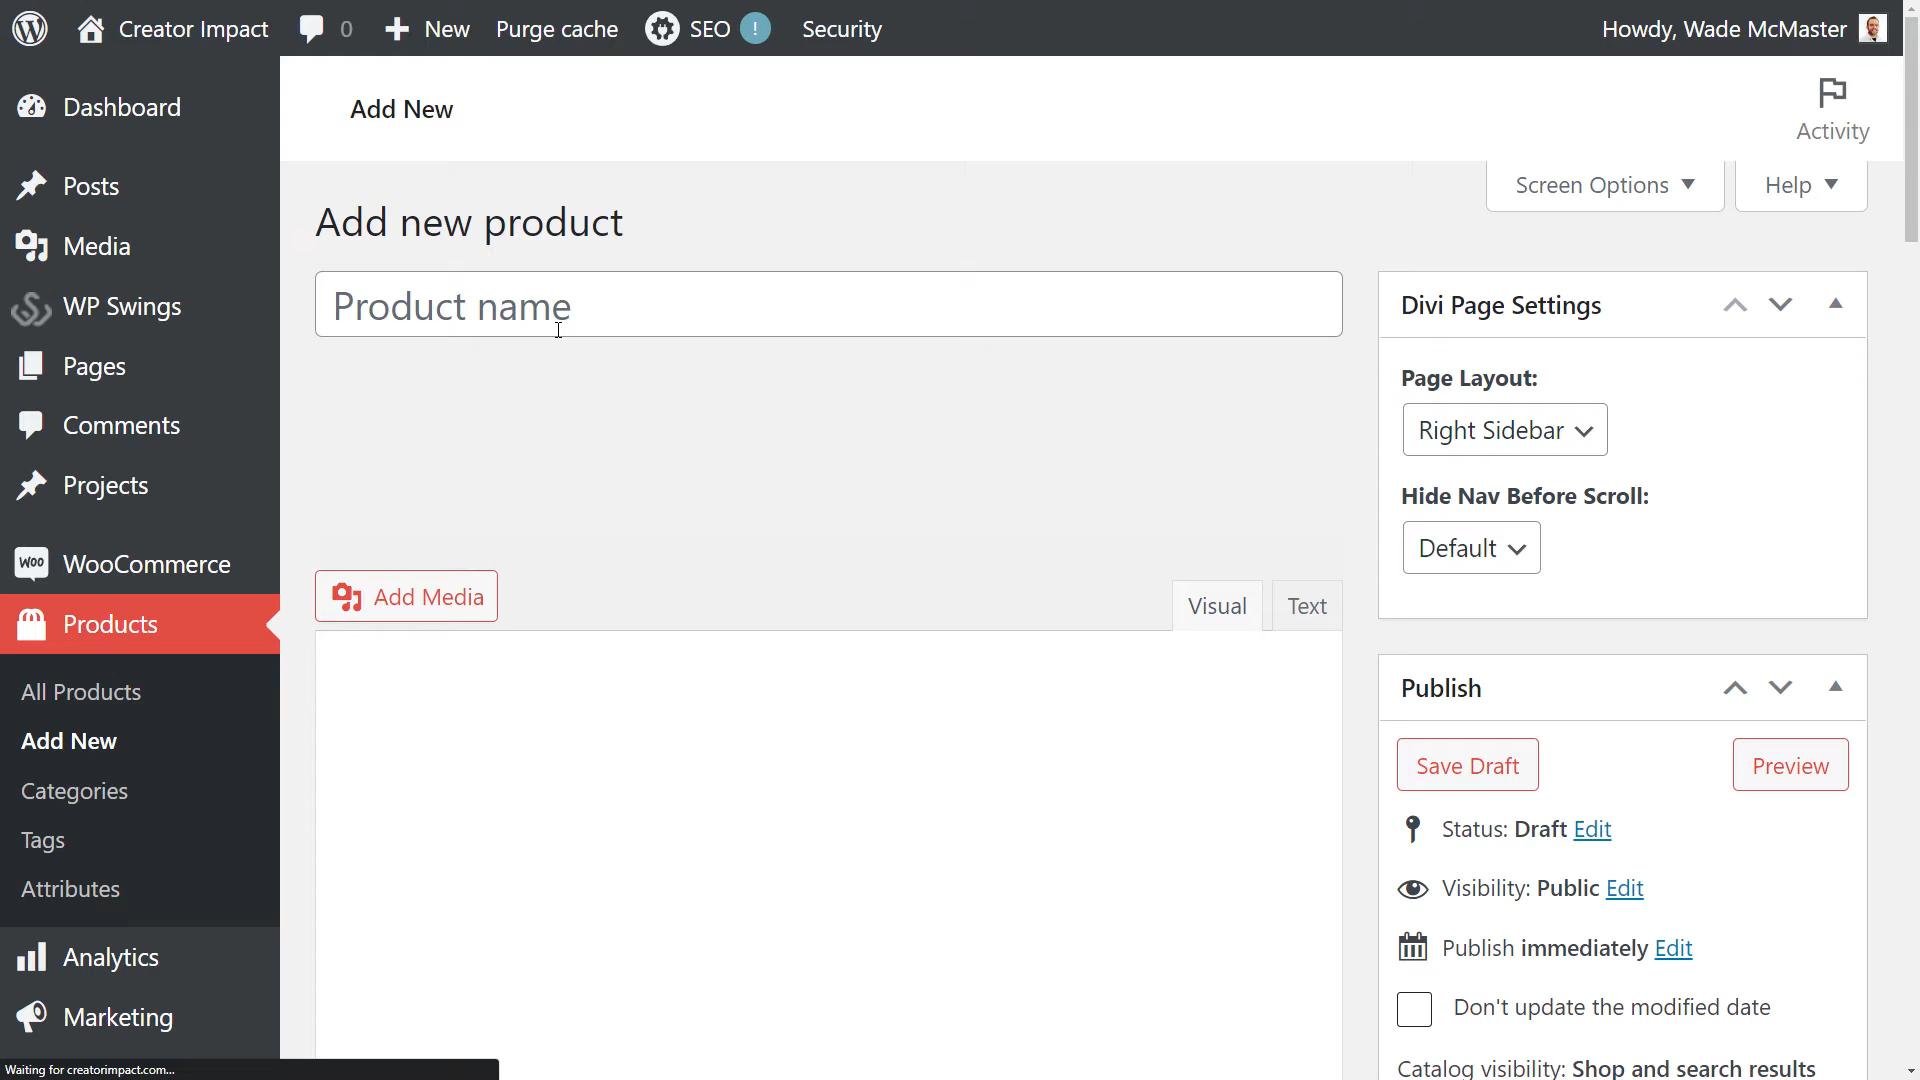 Creator Impact 0 New Purge cache SEO ! Security Howdy, Wade McMaster
Dashboard
Posts
Media
WP Swings
Pages
Comments
Projects
WOO WooCommerce
Products
All Products
Add New
Categories
Tags
Attributes
Analytics
Marketing
Waiting for creatorimpact.com...
Add New
Activity
Screen Options Help
Add new product
Product name
Add Media
Visual Text
Divi Page Settings
Page Layout:
Right Sidebar
Hide Nav Before Scroll:
Default
Publish
Save Draft Preview
Status: Draft Edit
Visibility: Public Edit
Publish immediately Edit
Don't update the modified date
Catalog visibility: Shop and search results